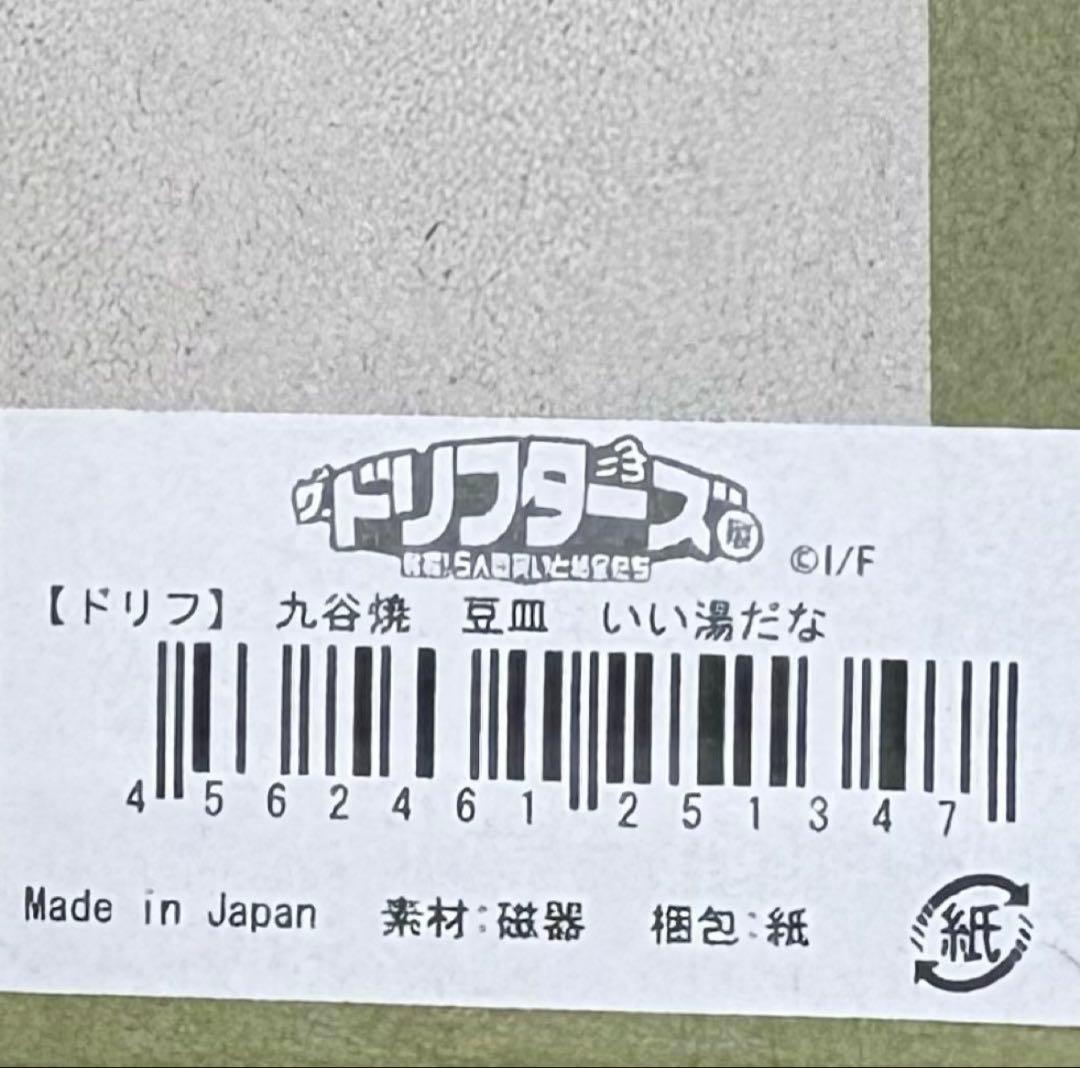 ザ・ドリフターズ展
©I/F
【ドリフ】 九谷焼 豆皿 いい湯だな
4 562461 251347
Made in Japan 素材:磁器 梱包:紙
紙